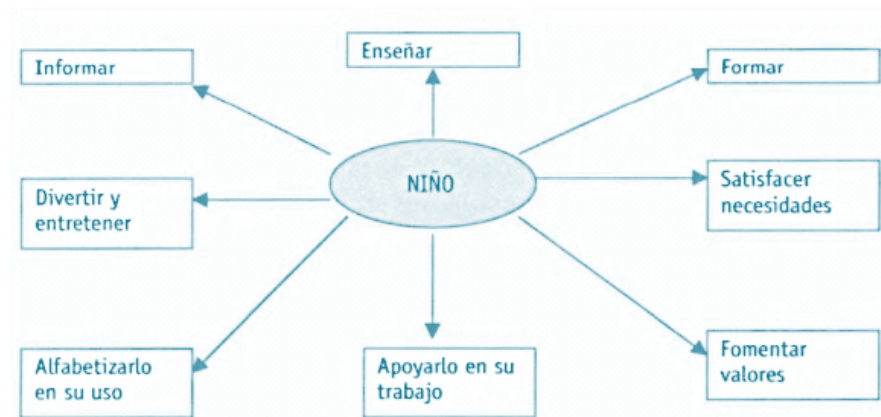 Enseñar
Informar
Formar
NIÑO
Divertir y
entretener
Satisfacer
necesidades
Alfabetizarlo
en su uso
Apoyarlo en su
trabajo
Fomentar
valores